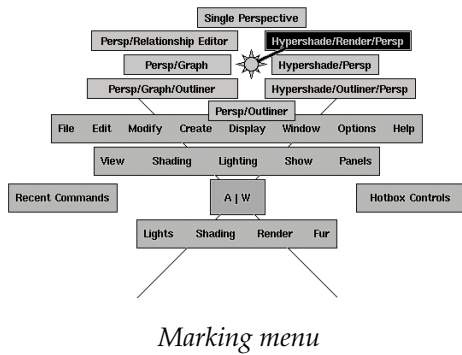 Single Perspective
Persp/Relationship Editor Hypershade/Render/Persp
Persp/Graph Hypershade/Persp
Persp/Graph/Outliner Hypershade/Outliner/Persp
Persp/Outliner
File Edit Modify Create Display Window Options Help
View Shading Lighting Show Panels
Recent Commands A | W Hotbox Controls
Lights Shading Render Fur
Marking menu